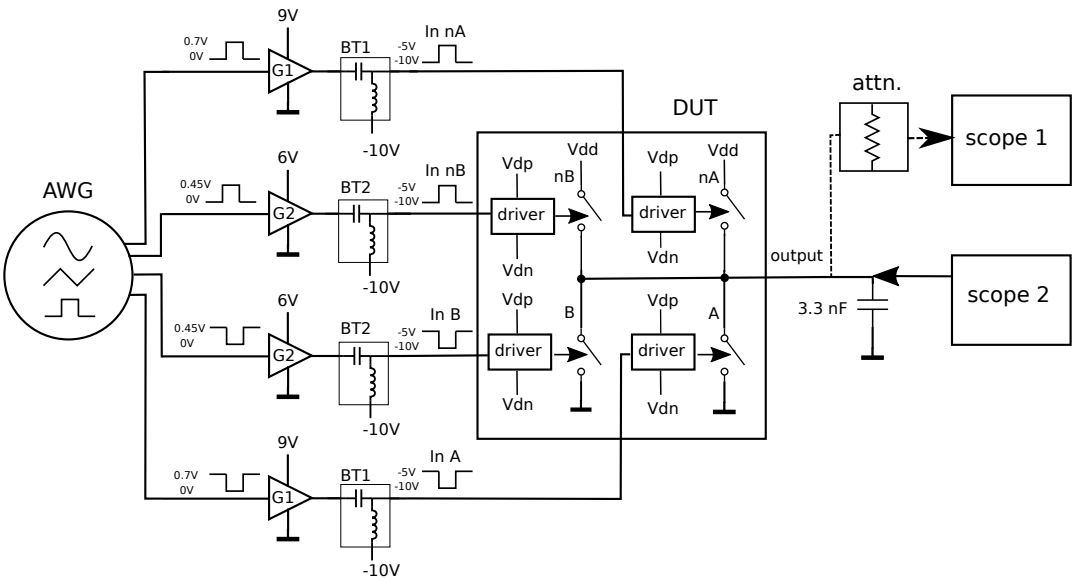 9V
0.7V
0V
G1
BT1
-5V
-10V
In nA
-10V
6V
0.45V
0V
G2
BT2
-5V
-10V
In nB
-10V
AWG
6V
0.45V
0V
G2
BT2
-5V
-10V
In B
-10V
9V
0.7V
0V
G1
BT1
-5V
-10V
In A
-10V
DUT
Vdp
Vdd
nB
driver
Vdn
Vdp
Vdd
nA
driver
Vdn
Vdp
B
driver
Vdn
Vdp
A
driver
Vdn
output
attn.
scope 1
scope 2
3.3 nF